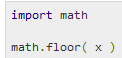 import math
math.floor( x )